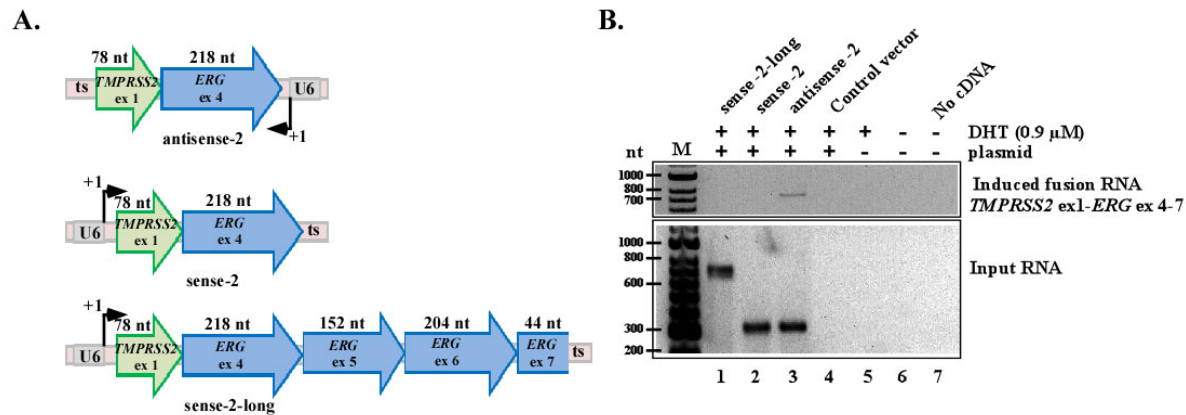 A.
78 nt 218 nt
ts TMPRSS2 ex 1 ERG ex 4 U6
+1
antisense-2
+1
78 nt 218 nt
U6 TMPRSS2 ex 1 ERG ex 4 ts
sense-2
+1
78 nt 218 nt 152 nt 204 nt 44 nt
U6 TMPRSS2 ex 1 ERG ex 4 ERG ex 5 ERG ex 6 ERG ex 7 ts
sense-2-long
B.
sense-2-long
sense-2
antisense-2
Control vector
No cDNA
+ + + + + - - DHT (0.9 µM)
nt M + + + + - - - plasmid
1000
800
700
Induced fusion RNA
TMPRSS2 ex1-ERG ex 4-7
1000
800
600
300
200
Input RNA
1 2 3 4 5 6 7